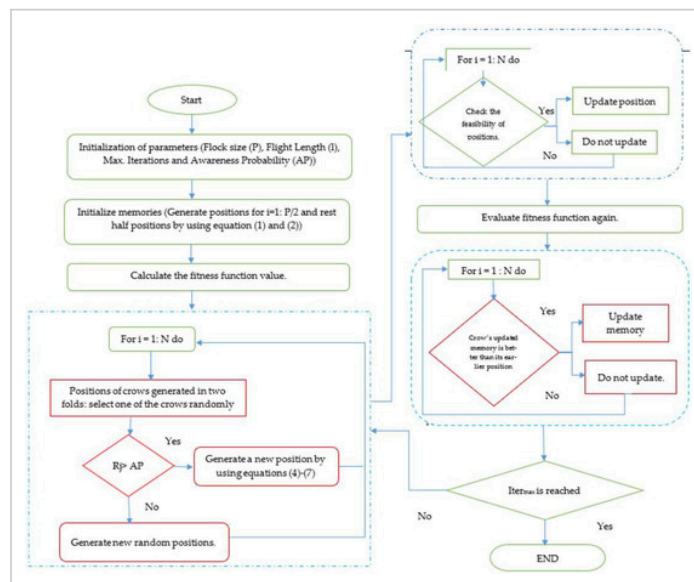 Start
Initialization of parameters (Flock size (P), Flight Length (l),
Max. Iterations and Awareness Probability (AP))
Initialize memories (Generate positions for i=1: P/2 and rest
half positions by using equation (1) and (2))
Calculate the fitness function value.
For i = 1: N do
Positions of crows generated in two
folds: select one of the crows randomly
Yes
Rj> AP
Generate a new position by
using equations (4)-(7)
No
Generate new random positions.
For i = 1: N do
Check the
feasibility of
positions.
Yes
Update position
No
Do not update
Evaluate fitness function again.
For i = 1 : N do
Yes
Crow's updated
memory is bet-
ter than its ear-
lier position
Update
memory
Do not update.
No
Itermax is reached
No
Yes
END